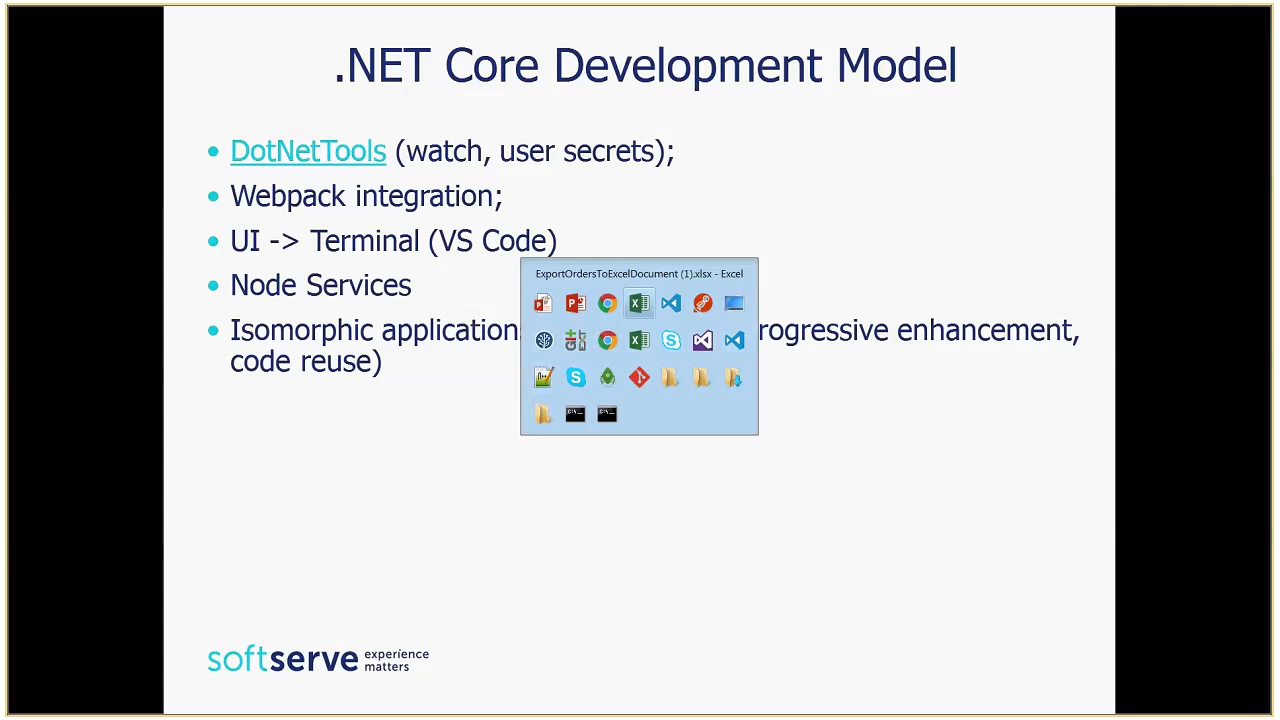 .NET Core Development Model
DotNetTools (watch, user secrets);
Webpack integration;
UI -> Terminal (VS Code)
ExportOrdersToExcelDocument (1).xlsx - Excel
Node Services
Isomorphic application rogressive enhancement,
code reuse)
softserve experience
matters